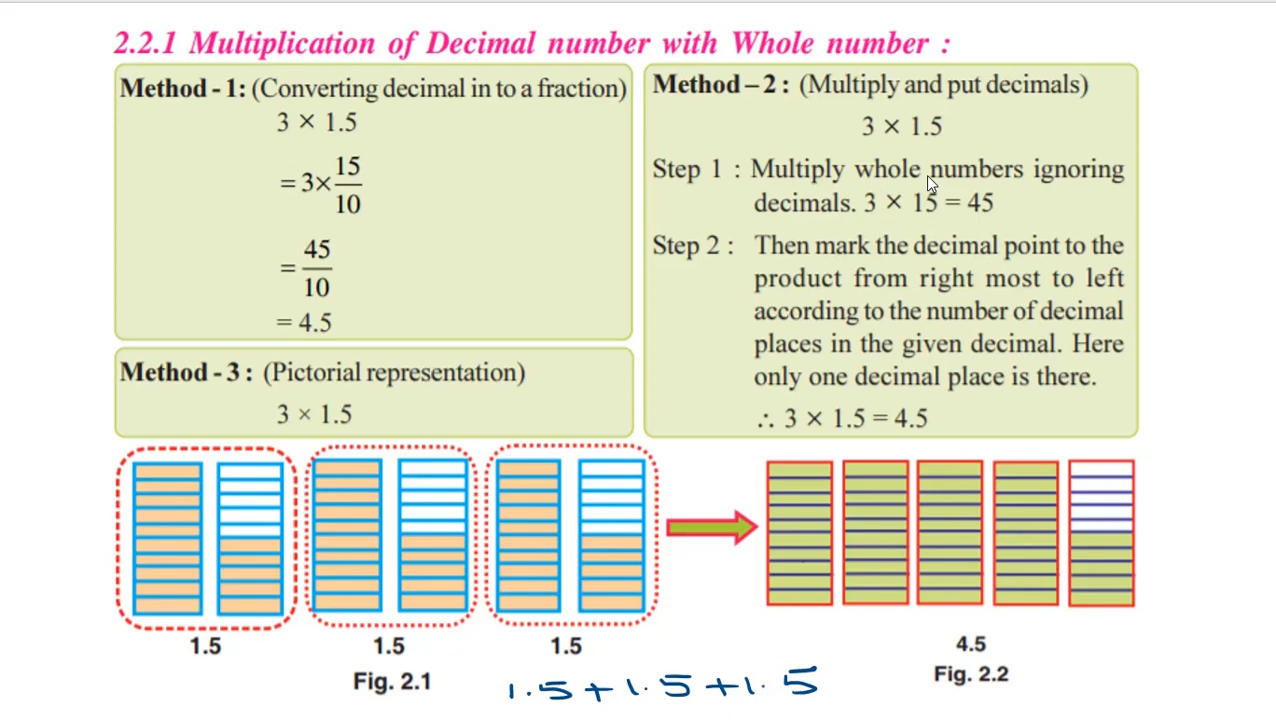 2.2.1 Multiplication of Decimal number with Whole number :
Method - 1: (Converting decimal in to a fraction)
3 × 1.5
= 3× 15/10
= 45/10
= 4.5
Method – 2 : (Multiply and put decimals)
3 × 1.5
Step 1 : Multiply whole numbers ignoring
decimals. 3 × 15 = 45
Step 2 : Then mark the decimal point to the
product from right most to left
according to the number of decimal
places in the given decimal. Here
only one decimal place is there.
∴ 3 × 1.5 = 4.5
Method - 3 : (Pictorial representation)
3 × 1.5
1.5 1.5 1.5
Fig. 2.1
4.5
Fig. 2.2
1.5+1.5+1.5